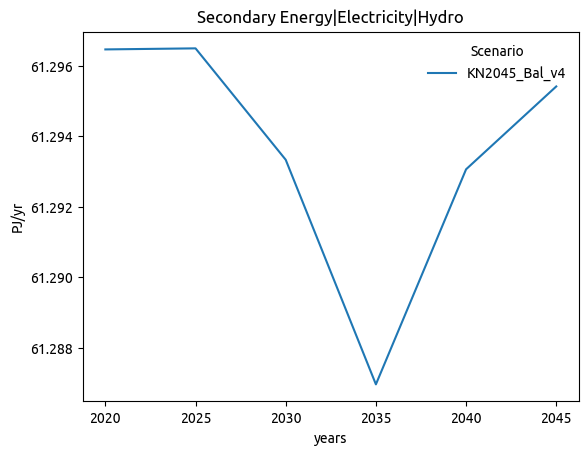 Secondary Energy|Electricity|Hydro
Scenario
KN2045_Bal_v4
61.296
61.294
61.292
61.290
61.288
PJ/yr
2020 2025 2030 2035 2040 2045
years